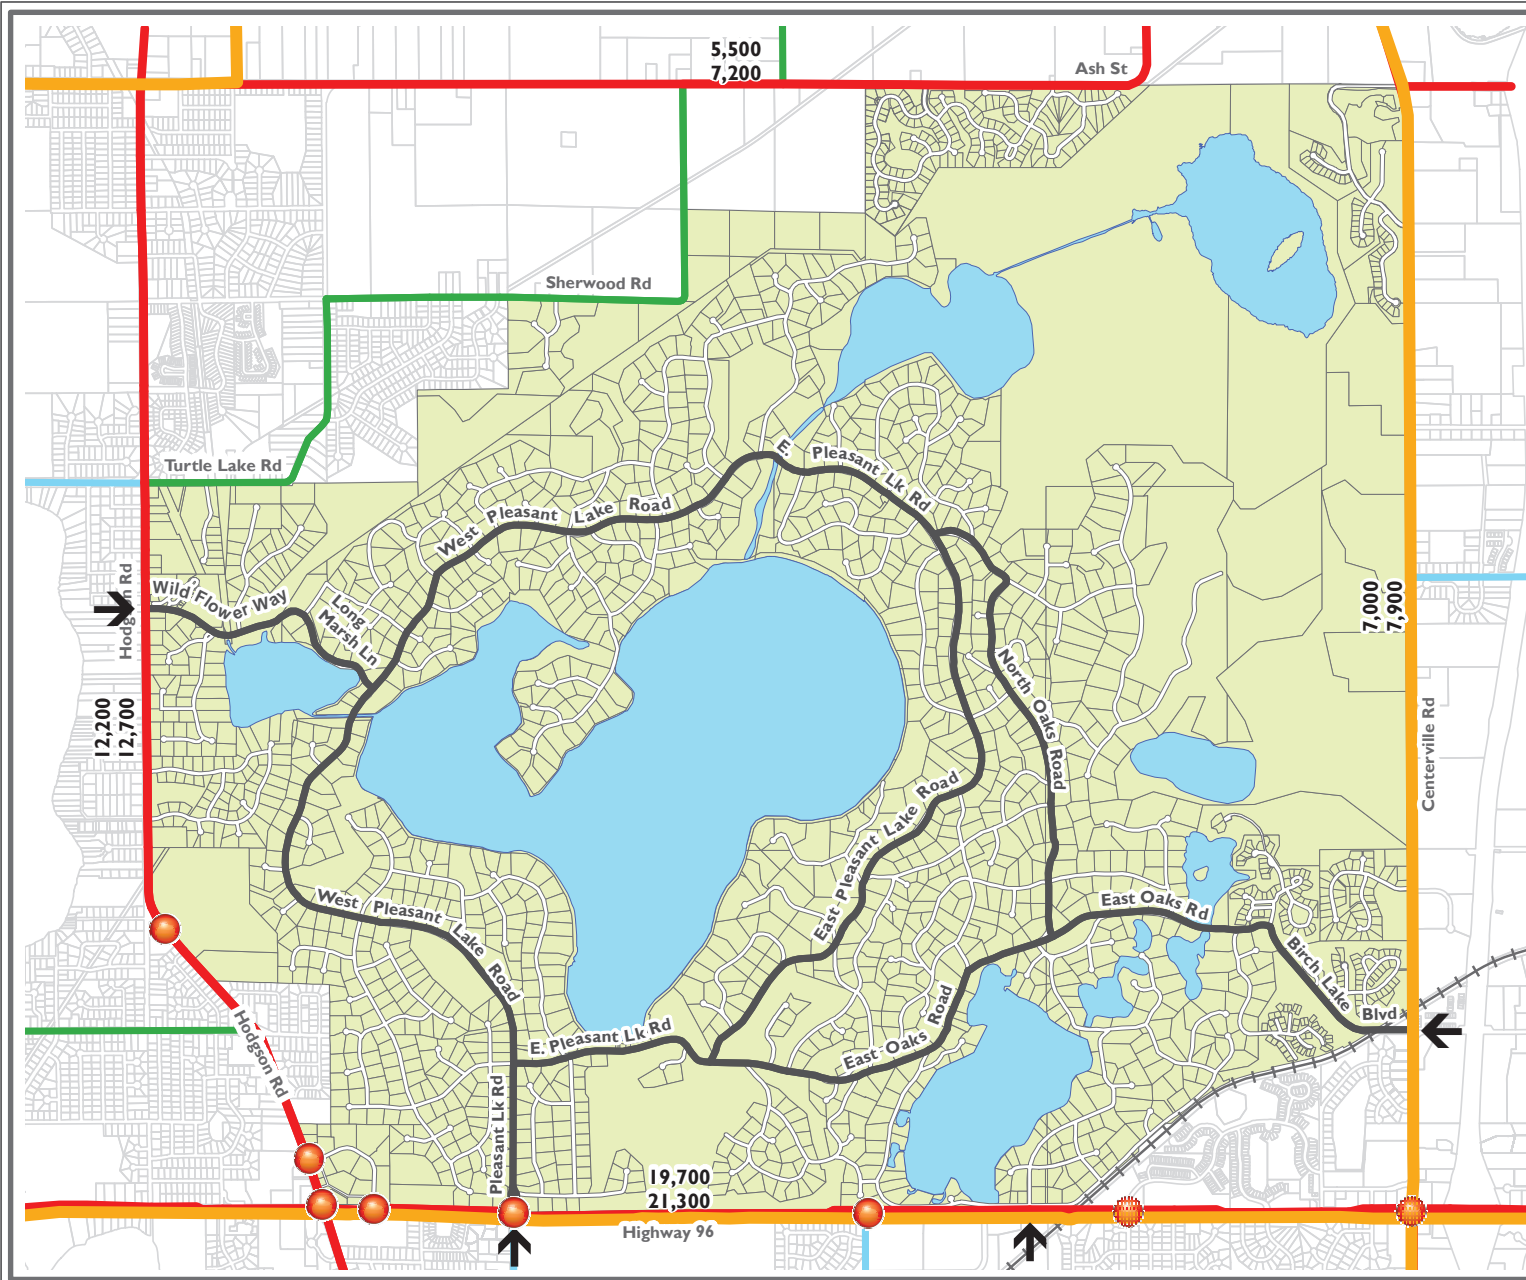 5,500
7,200
Ash St
Sherwood Rd
Turtle Lake Rd
E. Pleasant Lk Rd
West Pleasant Lake Road
Hodgson Rd
Wild Flower Way
Long
Marsh Ln
7,000
7,900
North Oaks Road
12,200
12,700
Centerville Rd
East Pleasant Lake Road
West Pleasant Lake Road
East Oaks Rd
Birch Lake Blvd
Hodgson Rd
E. Pleasant Lk Rd
East Oaks Road
Pleasant Lk Rd
19,700
21,300
Highway 96